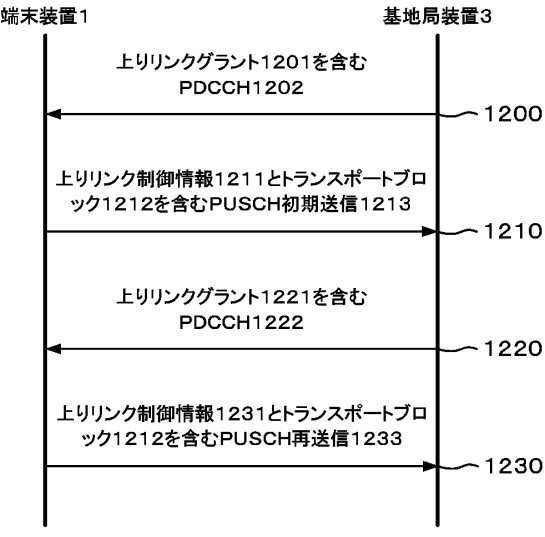 端末装置1
基地局装置3
上りリンクグラント1201を含む
PDCCH1202
1200
上りリンク制御情報1211とトランスポートブロ
ック1212を含むPUSCH初期送信1213
1210
上りリンクグラント1221を含む
PDCCH1222
1220
上りリンク制御情報1231とトランスポートブロ
ック1212を含むPUSCH再送信1233
1230